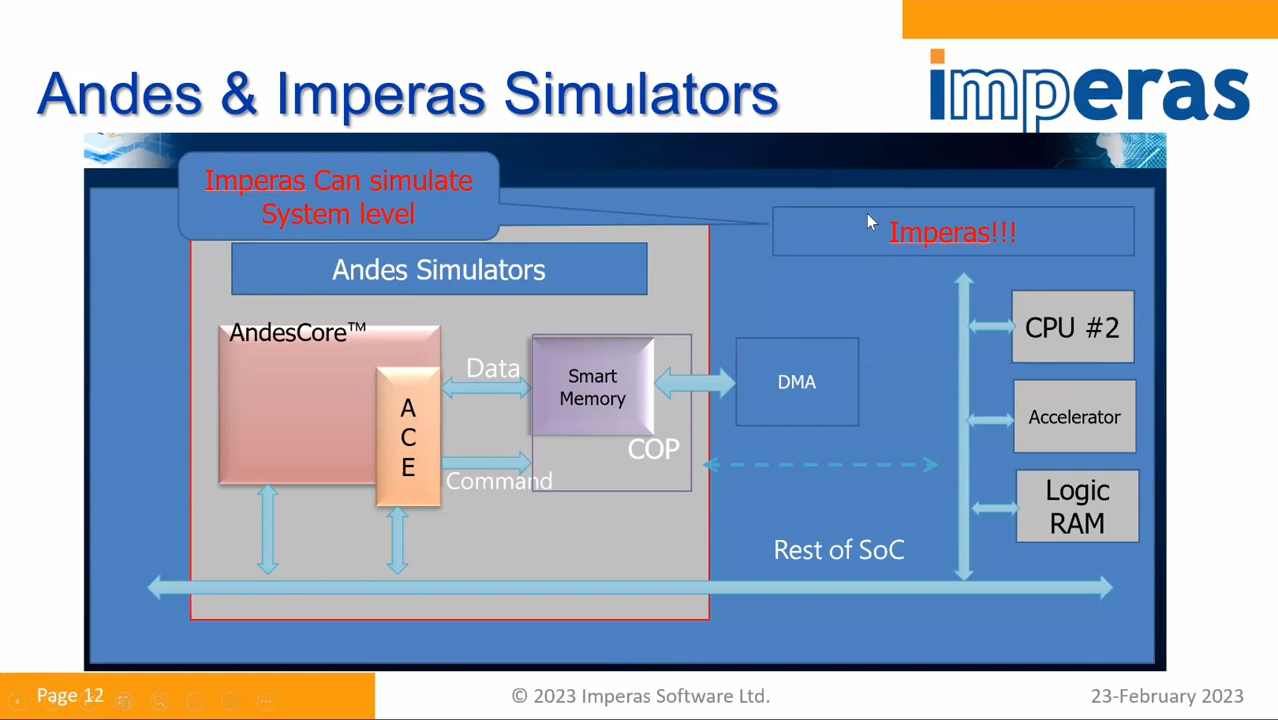 imperas
Andes & Imperas Simulators
Imperas Can simulate
System level
Imperas!!!
Andes Simulators
AndesCore™
A
C
E
Data
Command
Smart
Memory
COP
DMA
CPU #2
Accelerator
Logic
RAM
Rest of SoC
Page 12
© 2023 Imperas Software Ltd.
23-February 2023